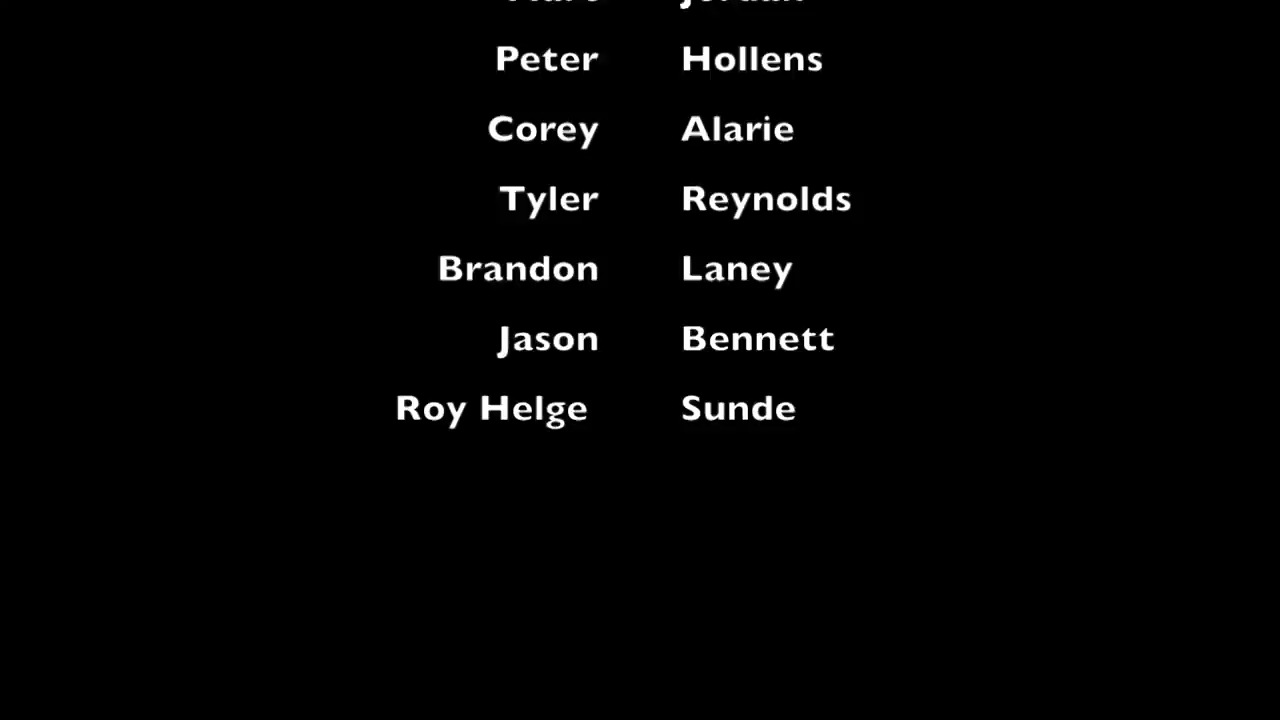 Peter Hollens
Corey Alarie
Tyler Reynolds
Brandon Laney
Jason Bennett
Roy Helge Sunde